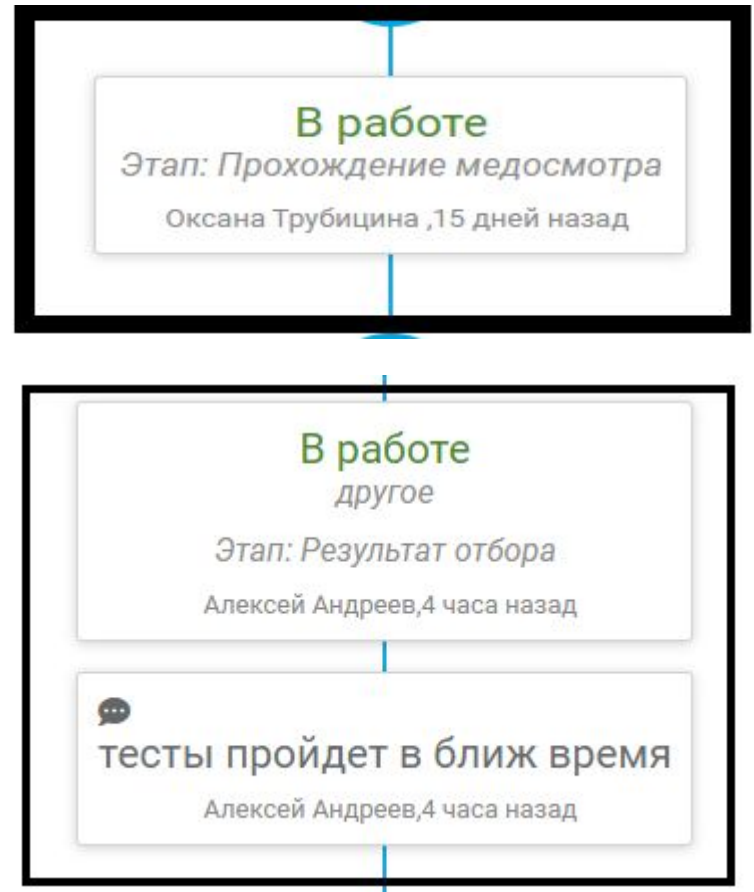 В работе
Этап: Прохождение медосмотра
Оксана Трубицина ,15 дней назад
В работе
другое
Этап: Результат отбора
Алексей Андреев,4 часа назад
тесты пройдет в ближ время
Алексей Андреев,4 часа назад